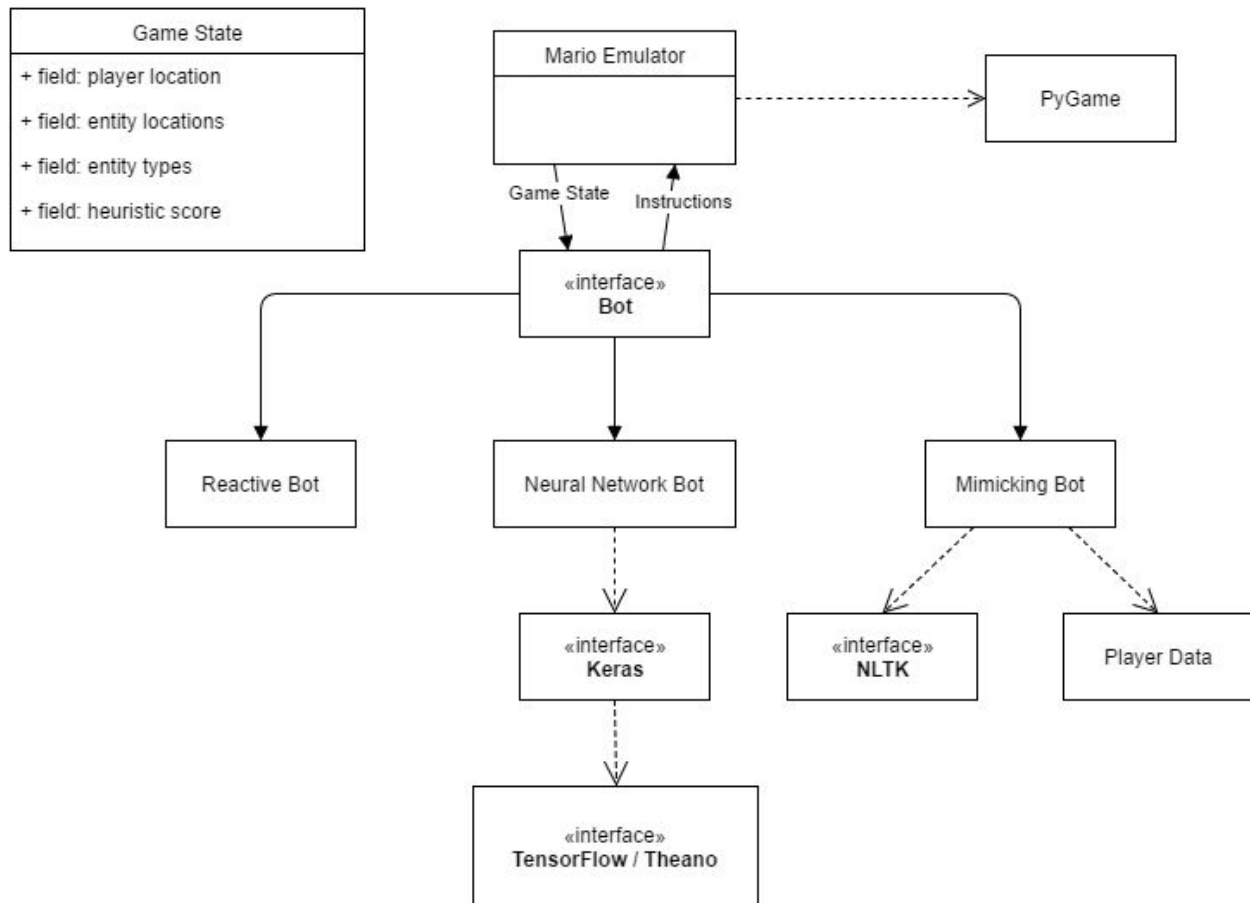 Game State
+ field: player location
+ field: entity locations
+ field: entity types
+ field: heuristic score
Mario Emulator
PyGame
Game State
Instructions
«interface»
Bot
Reactive Bot
Neural Network Bot
Mimicking Bot
«interface»
Keras
«interface»
NLTK
Player Data
«interface»
TensorFlow / Theano